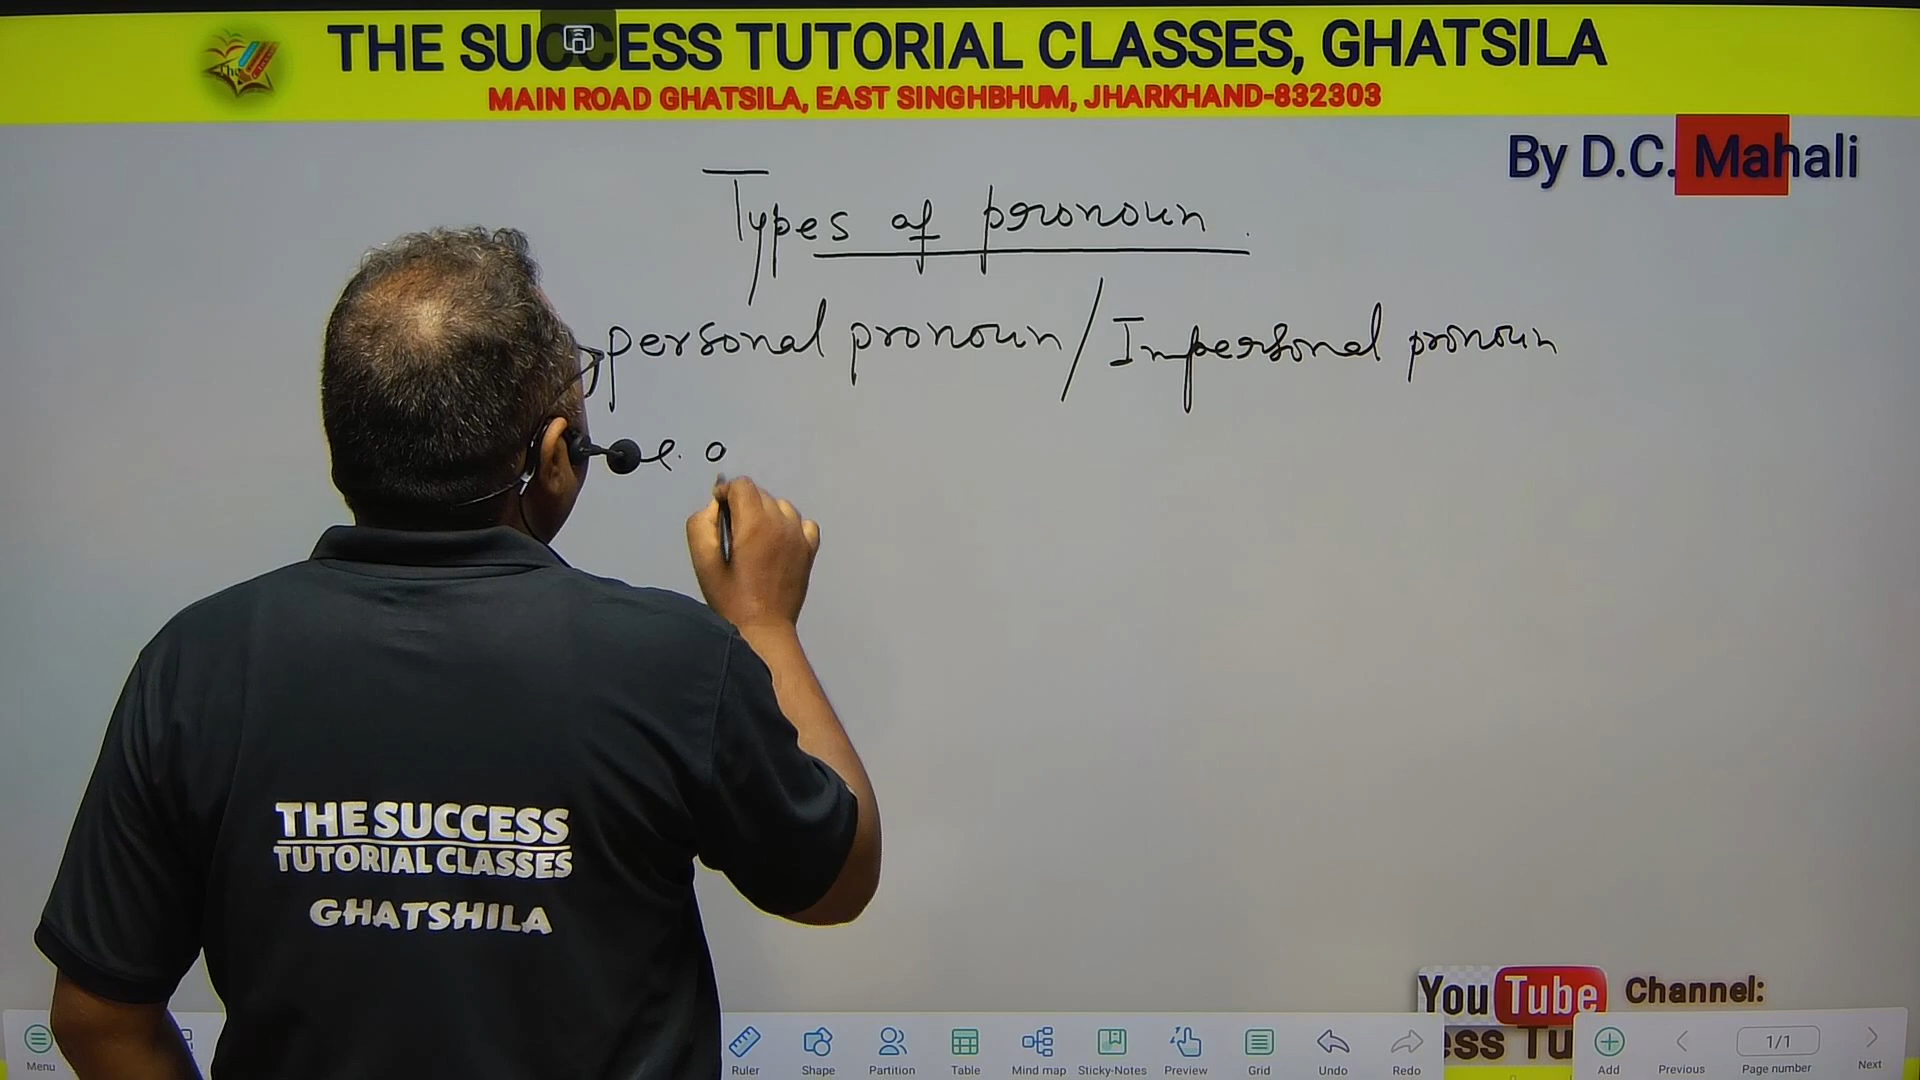 THE SUCCESS TUTORIAL CLASSES, GHATSILA
MAIN ROAD GHATSILA, EAST SINGHBHUM, JHARKHAND-832303
By D.C. Mahali
Types of pronoun.
personal pronoun / Impersonal pronoun
e.
THE SUCCESS
TUTORIAL CLASSES
GHATSHILA
YouTube Channel:
ess Tu
Menu Ruler Shape Partition Table Mind map Sticky-Notes Preview Grid Undo Redo Add Previous 1/1 Page number Next